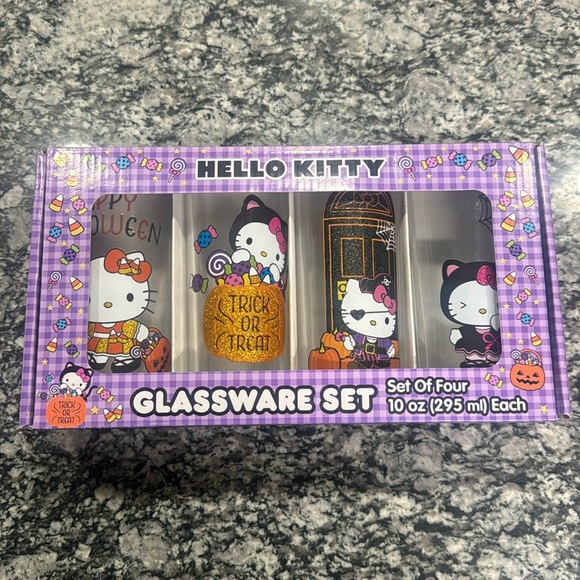 HELLO KITTY
PPY
LOWEEN
TRICK
OR
TREAT
TRICK
OR
TREAT
GLASSWARE SET
Set Of Four
10 oz (295 ml) Each